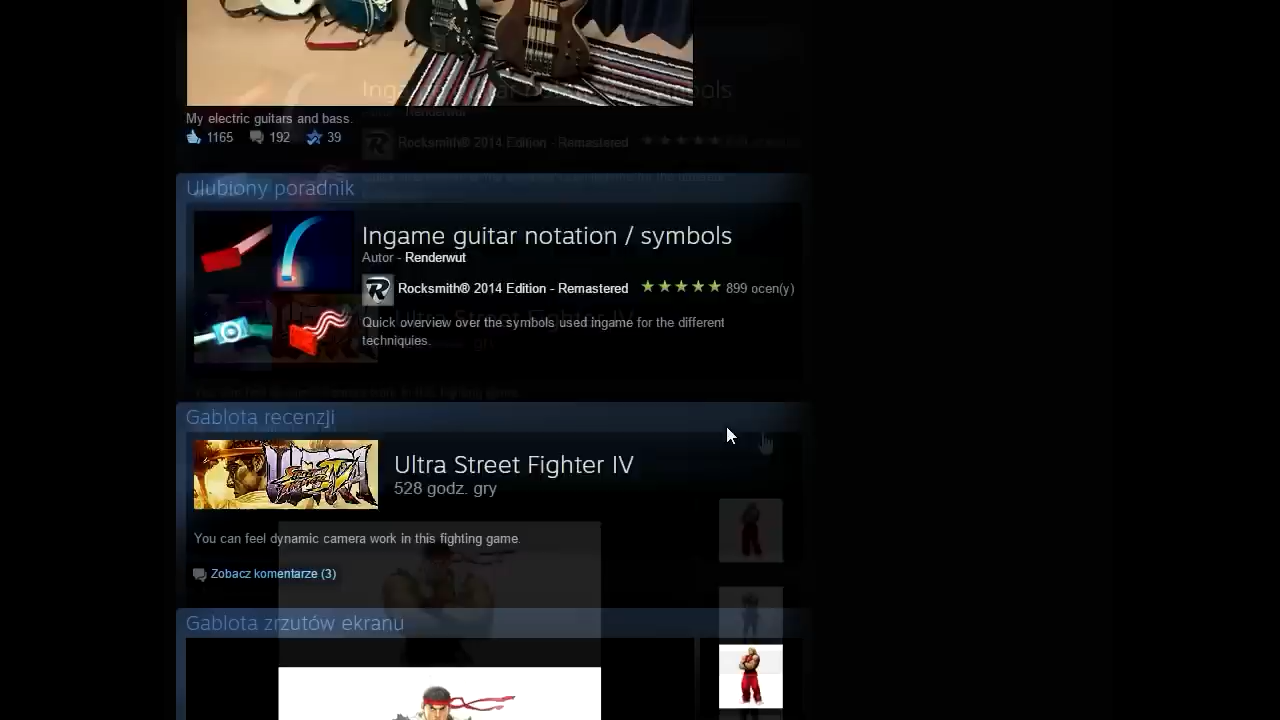 My electric guitars and bass.
1165 192 39
Ulubiony poradnik
Ingame guitar notation / symbols
Autor - Renderwut
Rocksmith® 2014 Edition - Remastered 899 ocen(y)
Quick overview over the symbols used ingame for the different
techniquies.
Gablota recenzji
Ultra Street Fighter IV
528 godz. gry
You can feel dynamic camera work in this fighting game.
Zobacz komentarze (3)
Gablota zrzutów ekranu